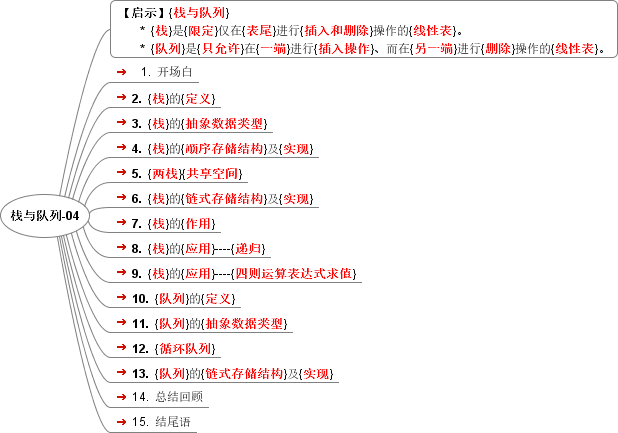 【启示】{栈与队列}
* {栈}是{限定}仅在{表尾}进行{插入和删除}操作的{线性表}。
* {队列}是{只允许}在{一端}进行{插入操作}、而在{另一端}进行{删除}操作的{线性表}。
1. 开场白
2. {栈}的{定义}
3. {栈}的{抽象数据类型}
4. {栈}的{顺序存储结构}及{实现}
5. {两栈}{共享空间}
6. {栈}的{链式存储结构}及{实现}
7. {栈}的{作用}
栈与队列-04
8. {栈}的{应用}----{递归}
9. {栈}的{应用}----{四则运算表达式求值}
10. {队列}的{定义}
11. {队列}的{抽象数据类型}
12. {循环队列}
13. {队列}的{链式存储结构}及{实现}
14. 总结回顾
15. 结尾语